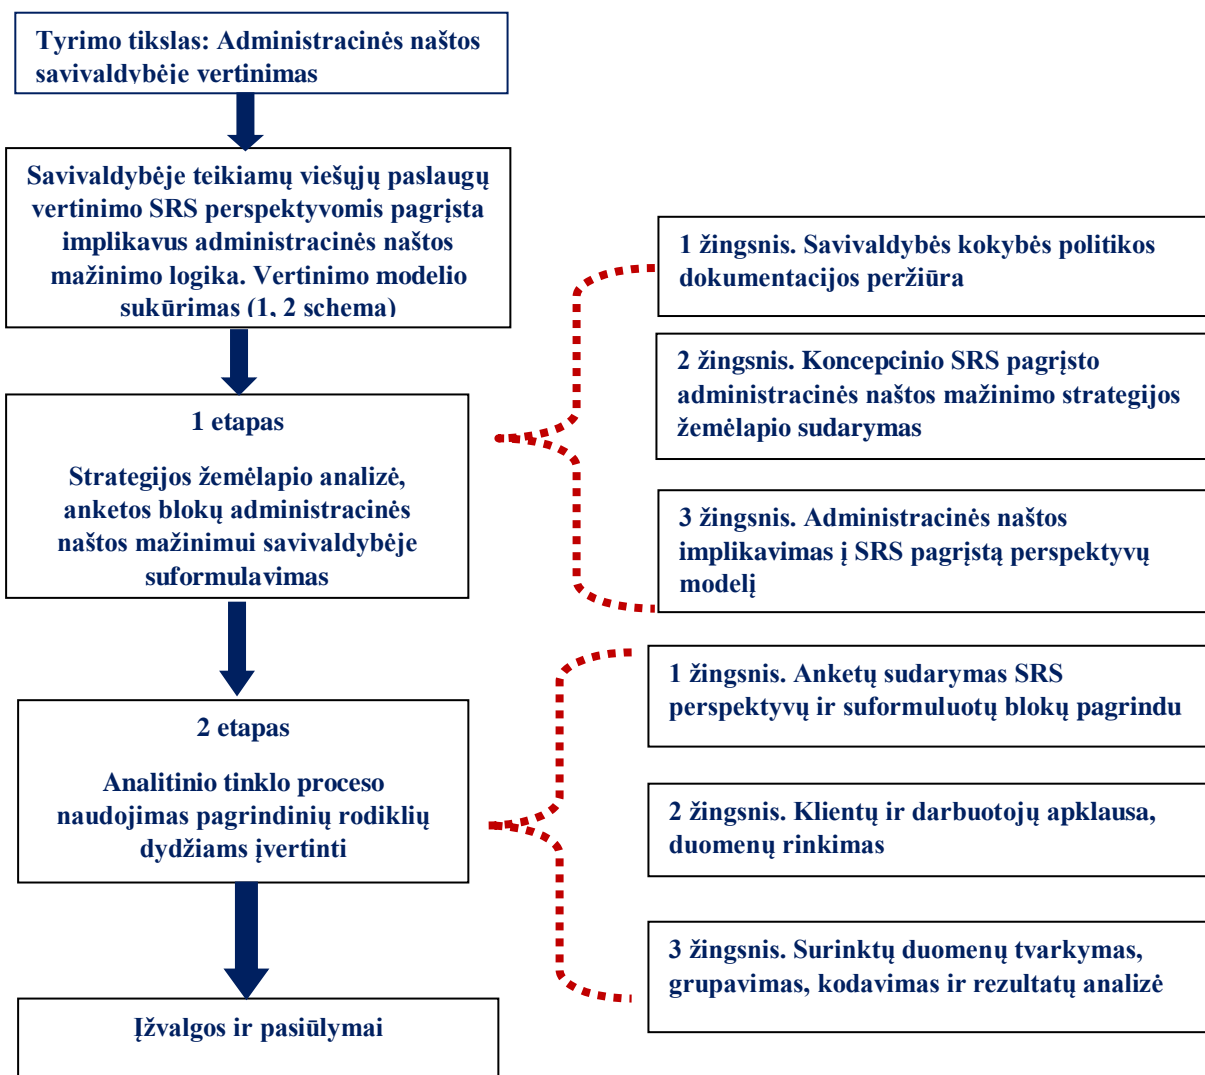 Tyrimo tikslas: Administracinės naštos
savivaldybėje vertinimas
Savivaldybėje teikiamų viešųjų paslaugų
vertinimo SRS perspektyvomis pagrįsta
implikavus administracinės naštos
mažinimo logika. Vertinimo modelio
sukūrimas (1, 2 schema)
1 etapas
Strategijos žemėlapio analizė,
anketos blokų administracinės
naštos mažinimui savivaldybėje
suformulavimas
1 žingsnis. Savivaldybės kokybės politikos
dokumentacijos peržiūra
2 žingsnis. Koncepcinio SRS pagrįsto
administracinės naštos mažinimo strategijos
žemėlapio sudarymas
3 žingsnis. Administracinės naštos
implikavimas į SRS pagrįstą perspektyvų
modelį
2 etapas
Analitinio tinklo proceso
naudojimas pagrindinių rodiklių
dydžiams įvertinti
1 žingsnis. Anketų sudarymas SRS
perspektyvų ir suformuluotų blokų pagrindu
2 žingsnis. Klientų ir darbuotojų apklausa,
duomenų rinkimas
3 žingsnis. Surinktų duomenų tvarkymas,
grupavimas, kodavimas ir rezultatų analizė
Įžvalgos ir pasiūlymai